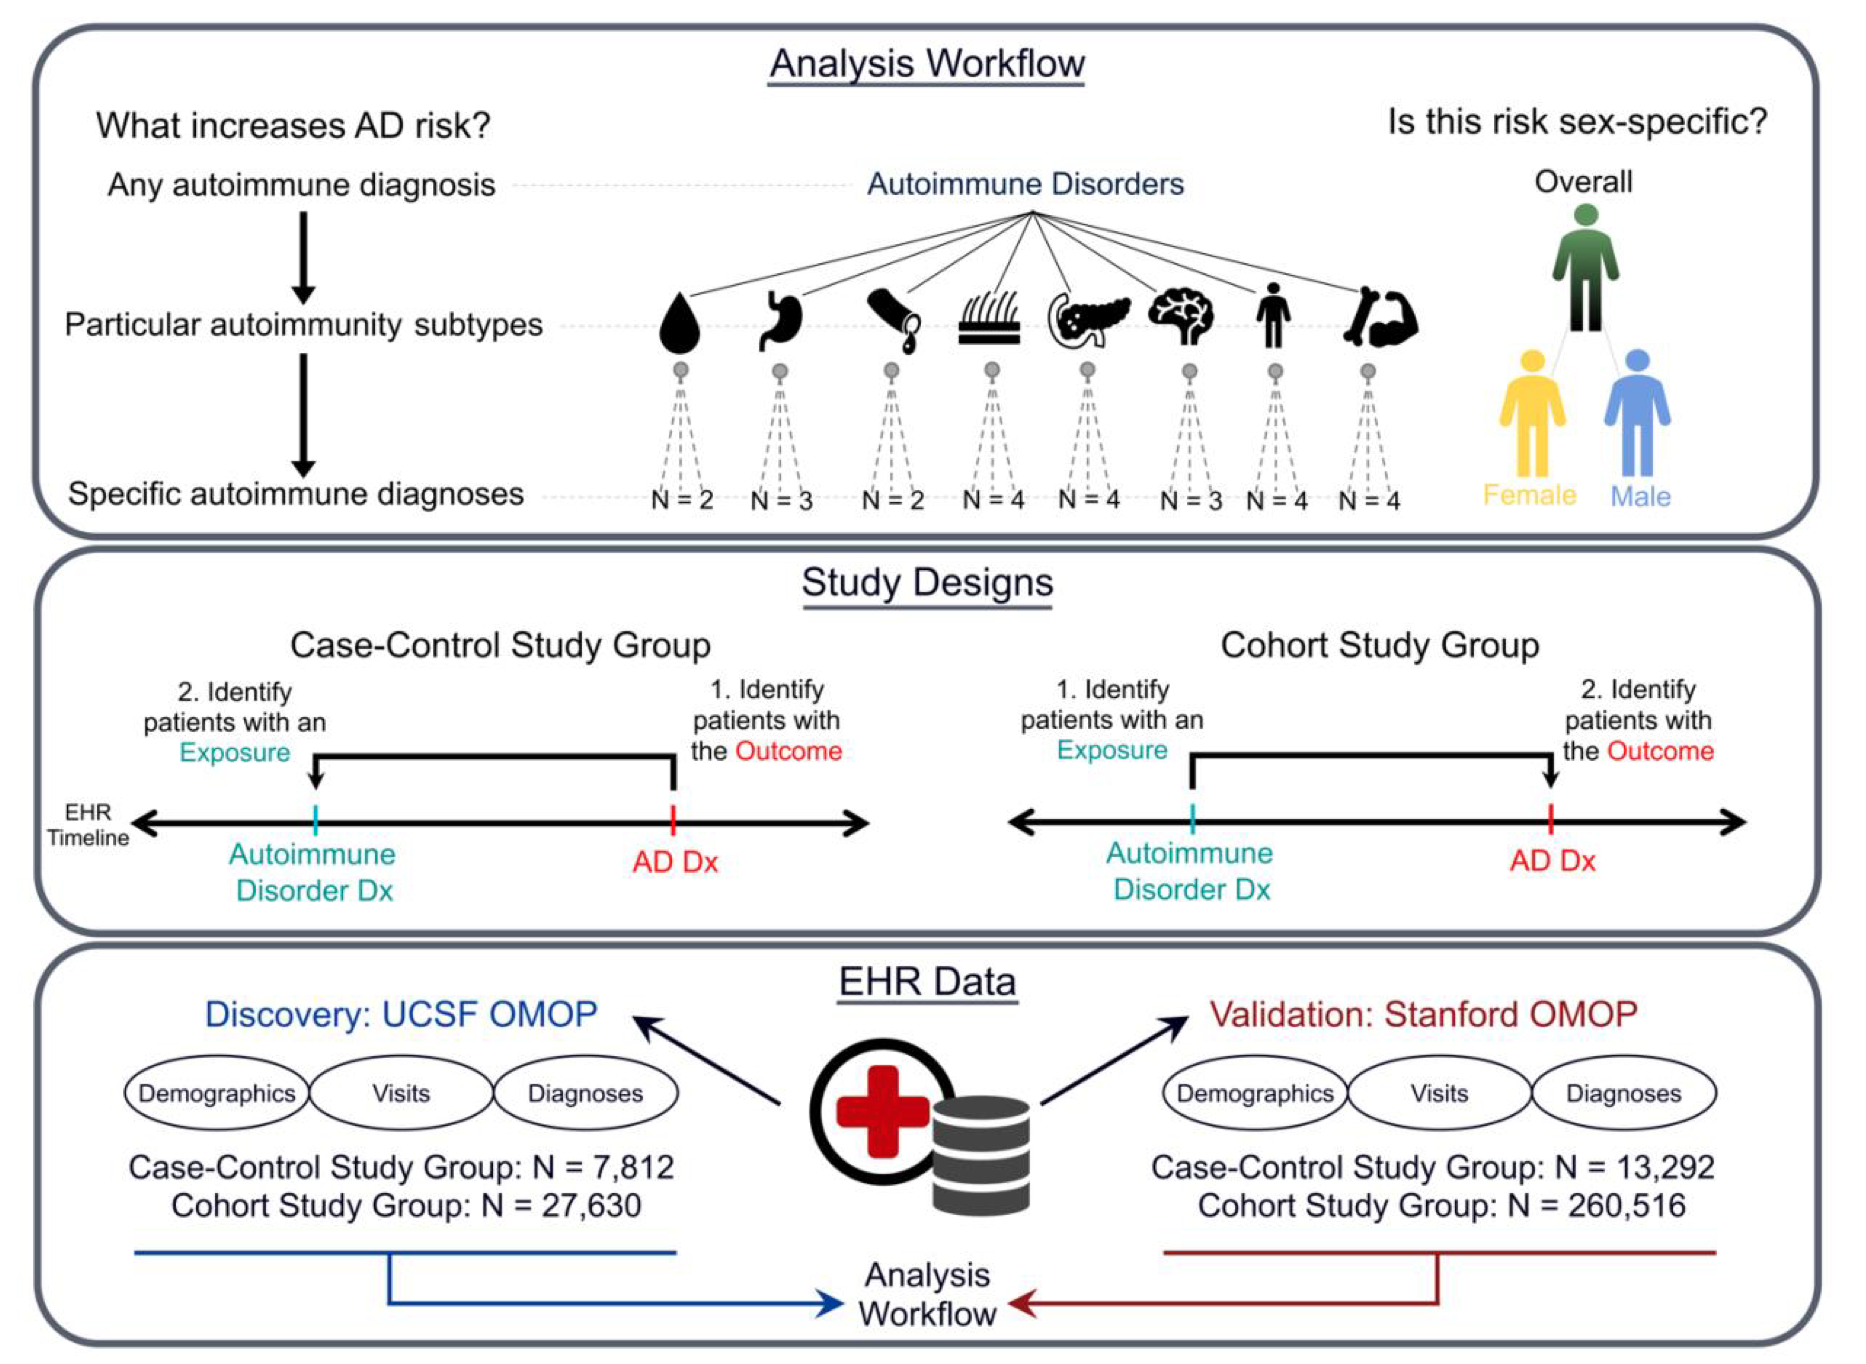 Analysis Workflow
What increases AD risk?
Is this risk sex-specific?
Any autoimmune diagnosis
Autoimmune Disorders
Overall
Particular autoimmunity subtypes
Specific autoimmune diagnoses
N = 2
N = 3
N = 2
N = 4
N = 4
N = 3
N = 4
N = 4
Female
Male
Study Designs
Case-Control Study Group
2. Identify
patients with an
Exposure
1. Identify
patients with
the Outcome
EHR
Timeline
Autoimmune
Disorder Dx
AD Dx
Cohort Study Group
1. Identify
patients with an
Exposure
2. Identify
patients with
the Outcome
Autoimmune
Disorder Dx
AD Dx
EHR Data
Discovery: UCSF OMOP
Demographics
Visits
Diagnoses
Case-Control Study Group: N = 7,812
Cohort Study Group: N = 27,630
Validation: Stanford OMOP
Demographics
Visits
Diagnoses
Case-Control Study Group: N = 13,292
Cohort Study Group: N = 260,516
Analysis
Workflow